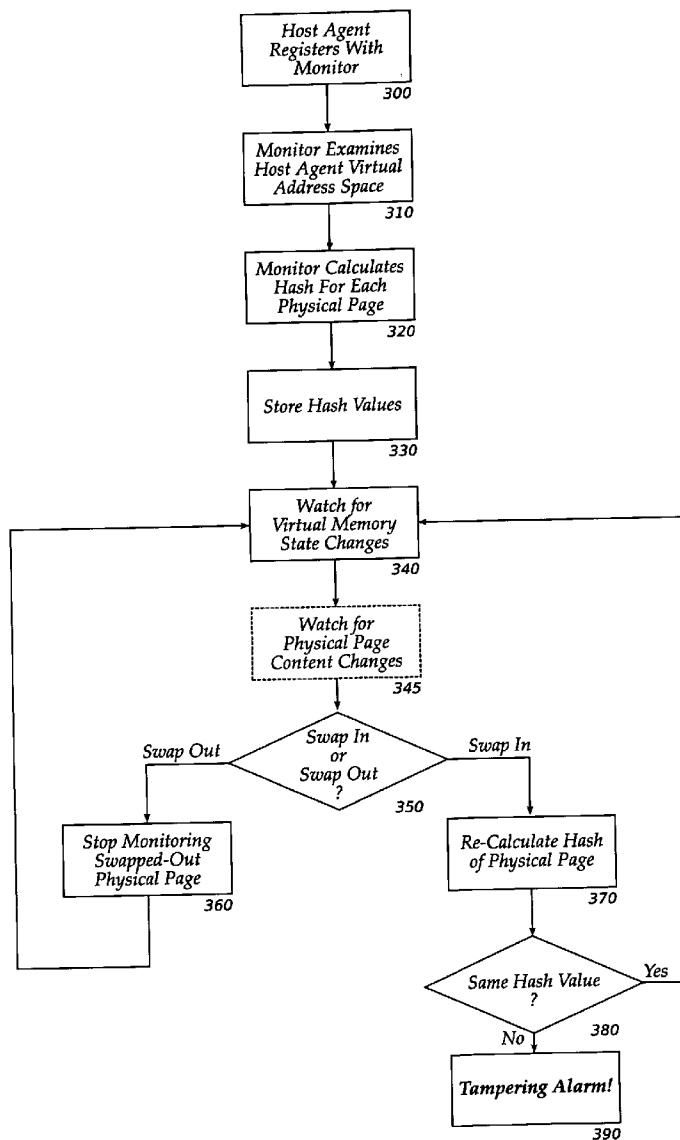 Host Agent
Registers With
Monitor
300
Monitor Examines
Host Agent Virtual
Address Space
310
Monitor Calculates
Hash For Each
Physical Page
320
Store Hash Values
330
Watch for
Virtual Memory
State Changes
340
Watch for
Physical Page
Content Changes
345
Swap Out
Swap In
or
Swap Out
?
350
Swap In
Stop Monitoring
Swapped-Out
Physical Page
360
Re-Calculate Hash
of Physical Page
370
Same Hash Value
?
380
Yes
No
Tampering Alarm!
390